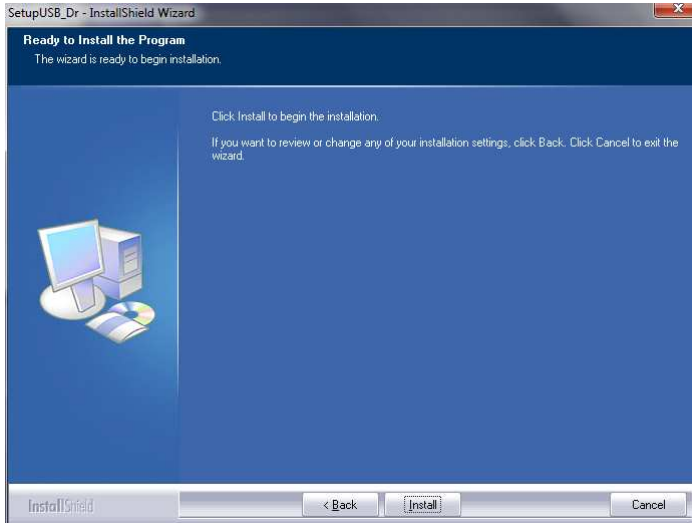 SetupUSB_Dr - InstallShield Wizard
Ready to Install the Program
The wizard is ready to begin installation.
Click Install to begin the installation.
If you want to review or change any of your installation settings, click Back. Click Cancel to exit the
wizard.
InstallShield
< Back
Install
Cancel